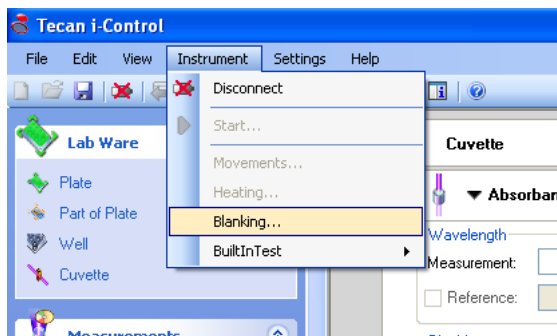 Tecan i-Control
File Edit View Instrument Settings Help
Disconnect
Start...
Movements...
Heating...
Blanking...
BuiltInTest
Lab Ware
Plate
Part of Plate
Well
Cuvette
Measurements
Cuvette
Wavelength
Measurement:
Reference: